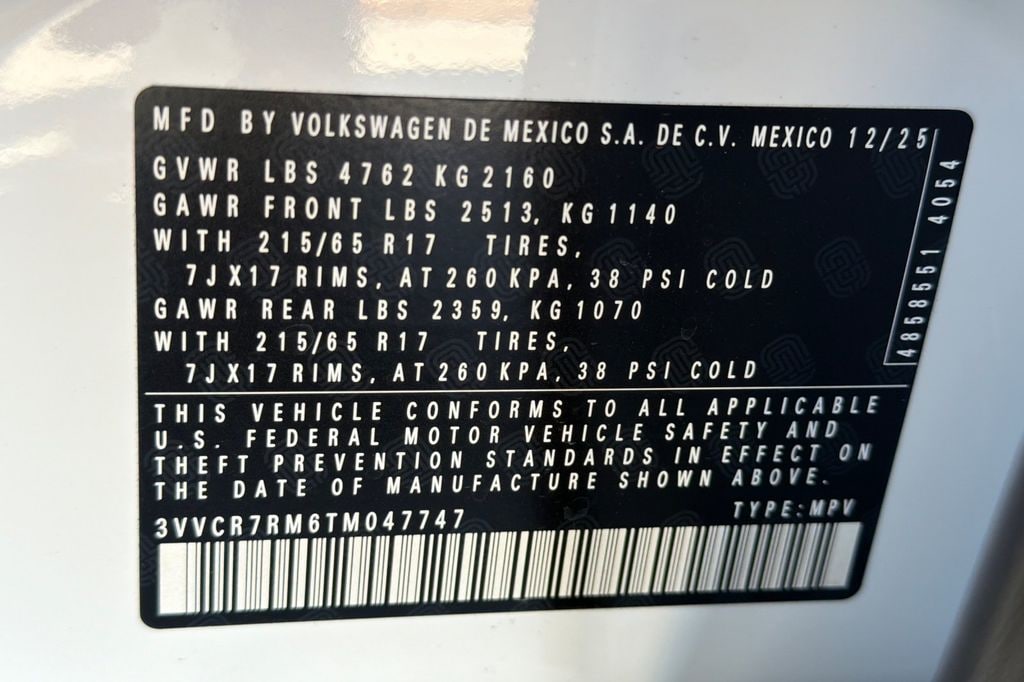 MFD BY VOLKSWAGEN DE MEXICO S.A. DE C.V. MEXICO 12/25
GVWR LBS 4762 KG 2160
GAWR FRONT LBS 2513, KG 1140
WITH 215/65 R17 TIRES,
7JX17 RIMS, AT 260 KPA, 38 PSI COLD
GAWR REAR LBS 2359, KG 1070
WITH 215/65 R17 TIRES,
7JX17 RIMS, AT 260 KPA, 38 PSI COLD
4858551 4054
THIS VEHICLE CONFORMS TO ALL APPLICABLE
U.S. FEDERAL MOTOR VEHICLE SAFETY AND
THEFT PREVENTION STANDARDS IN EFFECT ON
THE DATE OF MANUFACTURE SHOWN ABOVE.
3VVCR7RM6TM047747 TYPE: MPV